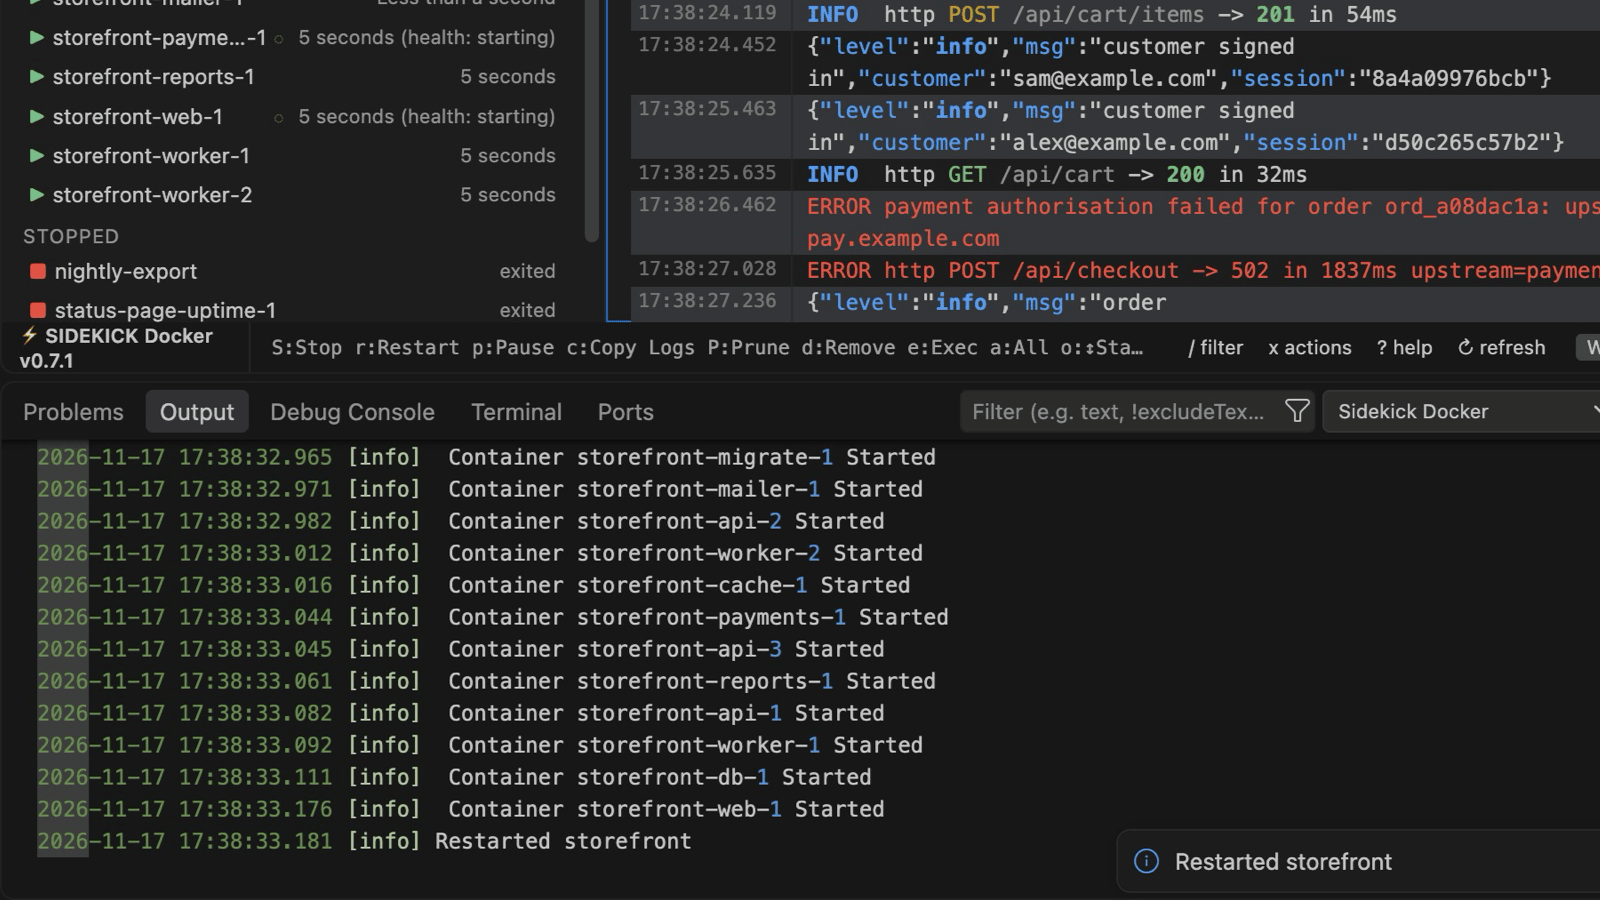 storefront-mailer-1 Less than a second
storefront-payme...-1 5 seconds (health: starting)
storefront-reports-1 5 seconds
storefront-web-1 5 seconds (health: starting)
storefront-worker-1 5 seconds
storefront-worker-2 5 seconds
STOPPED
nightly-export exited
status-page-uptime-1 exited
17:38:24.119 INFO http POST /api/cart/items -> 201 in 54ms
17:38:24.452 {"level":"info","msg":"customer signed
in","customer":"sam@example.com","session":"8a4a09976bcb"}
17:38:25.463 {"level":"info","msg":"customer signed
in","customer":"alex@example.com","session":"d50c265c57b2"}
17:38:25.635 INFO http GET /api/cart -> 200 in 32ms
17:38:26.462 ERROR payment authorisation failed for order ord_a08dac1a: ups
pay.example.com
17:38:27.028 ERROR http POST /api/checkout -> 502 in 1837ms upstream=paymen
17:38:27.236 {"level":"info","msg":"order
⚡ SIDEKICK Docker
v0.7.1
S:Stop r:Restart p:Pause c:Copy Logs P:Prune d:Remove e:Exec a:All o:↕Sta… / filter x actions ? help ↻ refresh W
Problems Output Debug Console Terminal Ports Filter (e.g. text, !excludeTex... Sidekick Docker
2026-11-17 17:38:32.965 [info] Container storefront-migrate-1 Started
2026-11-17 17:38:32.971 [info] Container storefront-mailer-1 Started
2026-11-17 17:38:32.982 [info] Container storefront-api-2 Started
2026-11-17 17:38:33.012 [info] Container storefront-worker-2 Started
2026-11-17 17:38:33.016 [info] Container storefront-cache-1 Started
2026-11-17 17:38:33.044 [info] Container storefront-payments-1 Started
2026-11-17 17:38:33.045 [info] Container storefront-api-3 Started
2026-11-17 17:38:33.061 [info] Container storefront-reports-1 Started
2026-11-17 17:38:33.082 [info] Container storefront-api-1 Started
2026-11-17 17:38:33.092 [info] Container storefront-worker-1 Started
2026-11-17 17:38:33.111 [info] Container storefront-db-1 Started
2026-11-17 17:38:33.176 [info] Container storefront-web-1 Started
2026-11-17 17:38:33.181 [info] Restarted storefront
Restarted storefront